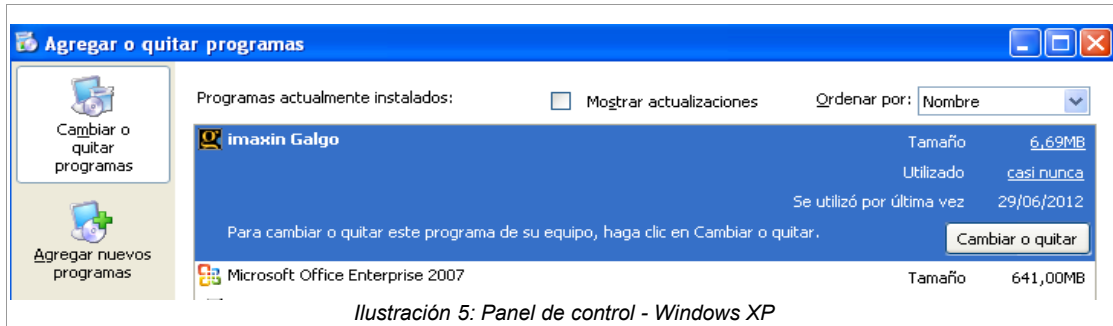 Agregar o quitar programas
Cambiar o
quitar
programas
Agregar nuevos
programas
Programas actualmente instalados:
Mostrar actualizaciones
Ordenar por:
Nombre
imaxin Galgo
Tamaño 6,69MB
Utilizado casi nunca
Se utilizó por última vez 29/06/2012
Para cambiar o quitar este programa de su equipo, haga clic en Cambiar o quitar.
Cambiar o quitar
Microsoft Office Enterprise 2007
Tamaño 641,00MB
Ilustración 5: Panel de control - Windows XP